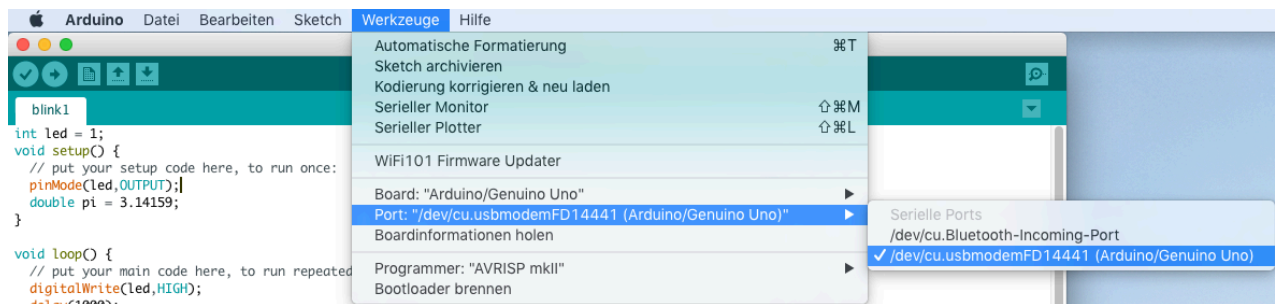 Arduino Datei Bearbeiten Sketch Werkzeuge Hilfe
Automatische Formatierung ⌘T
Sketch archivieren
Kodierung korrigieren & neu laden
Serieller Monitor ⇧⌘M
Serieller Plotter ⇧⌘L
WiFi101 Firmware Updater
Board: "Arduino/Genuino Uno"
Port: "/dev/cu.usbmodemFD14441 (Arduino/Genuino Uno)"
Boardinformationen holen
Programmer: "AVRISP mkII"
Bootloader brennen
Serielle Ports
/dev/cu.Bluetooth-Incoming-Port
✓ /dev/cu.usbmodemFD14441 (Arduino/Genuino Uno)
blink1
int led = 1;
void setup() {
// put your setup code here, to run once:
pinMode(led,OUTPUT);
double pi = 3.14159;
}
void loop() {
// put your main code here, to run repeated
digitalWrite(led,HIGH);
delay(1000);